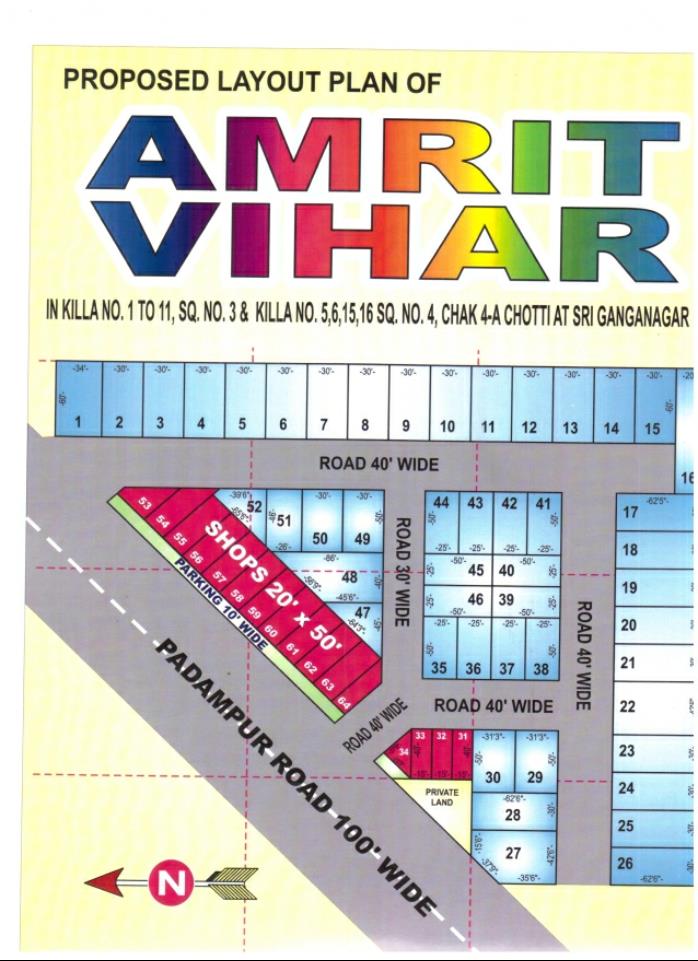 PROPOSED LAYOUT PLAN OF
AMRIT
VIHAR
IN KILLA NO. 1 TO 11, SQ. NO. 3 & KILLA NO. 5,6,15,16 SQ. NO. 4, CHAK 4-A CHOTTI AT SRI GANGANAGAR
-34'- -30'- -30'- -30'- -30'- -30'- -30'- -30'- -30'- -30'- -30'- -30'- -30'- -30'- -30'-
1 2 3 4 5 6 7 8 9 10 11 12 13 14 15
16
ROAD 40' WIDE
53 54 55 56 57 58 59 60 61 62 63 64
SHOPS 20' x 50'
PARKING 10' WIDE
-39'6"- -30'- -30'-
52 51 50 49
-26'-
-86'-
48
-45'6"-
47
ROAD 30' WIDE
44 43 42 41
-25'- -25'- -25'- -25'-
-50'- -50'-
45 40
46 39
-50'- -50'-
-25'- -25'- -25'- -25'-
35 36 37 38
ROAD 40' WIDE
-62'5"-
17
18
19
20
21
22
23
24
25
26
-62'6"-
ROAD 40' WIDE
ROAD 40' WIDE
34 33 32 31
-15'- -15'- -15'-
PRIVATE
LAND
-31'3"- -31'3"-
30 29
-62'6"-
28
27
-37'9"-
-35'6"-
PADAMPUR ROAD 100' WIDE
N